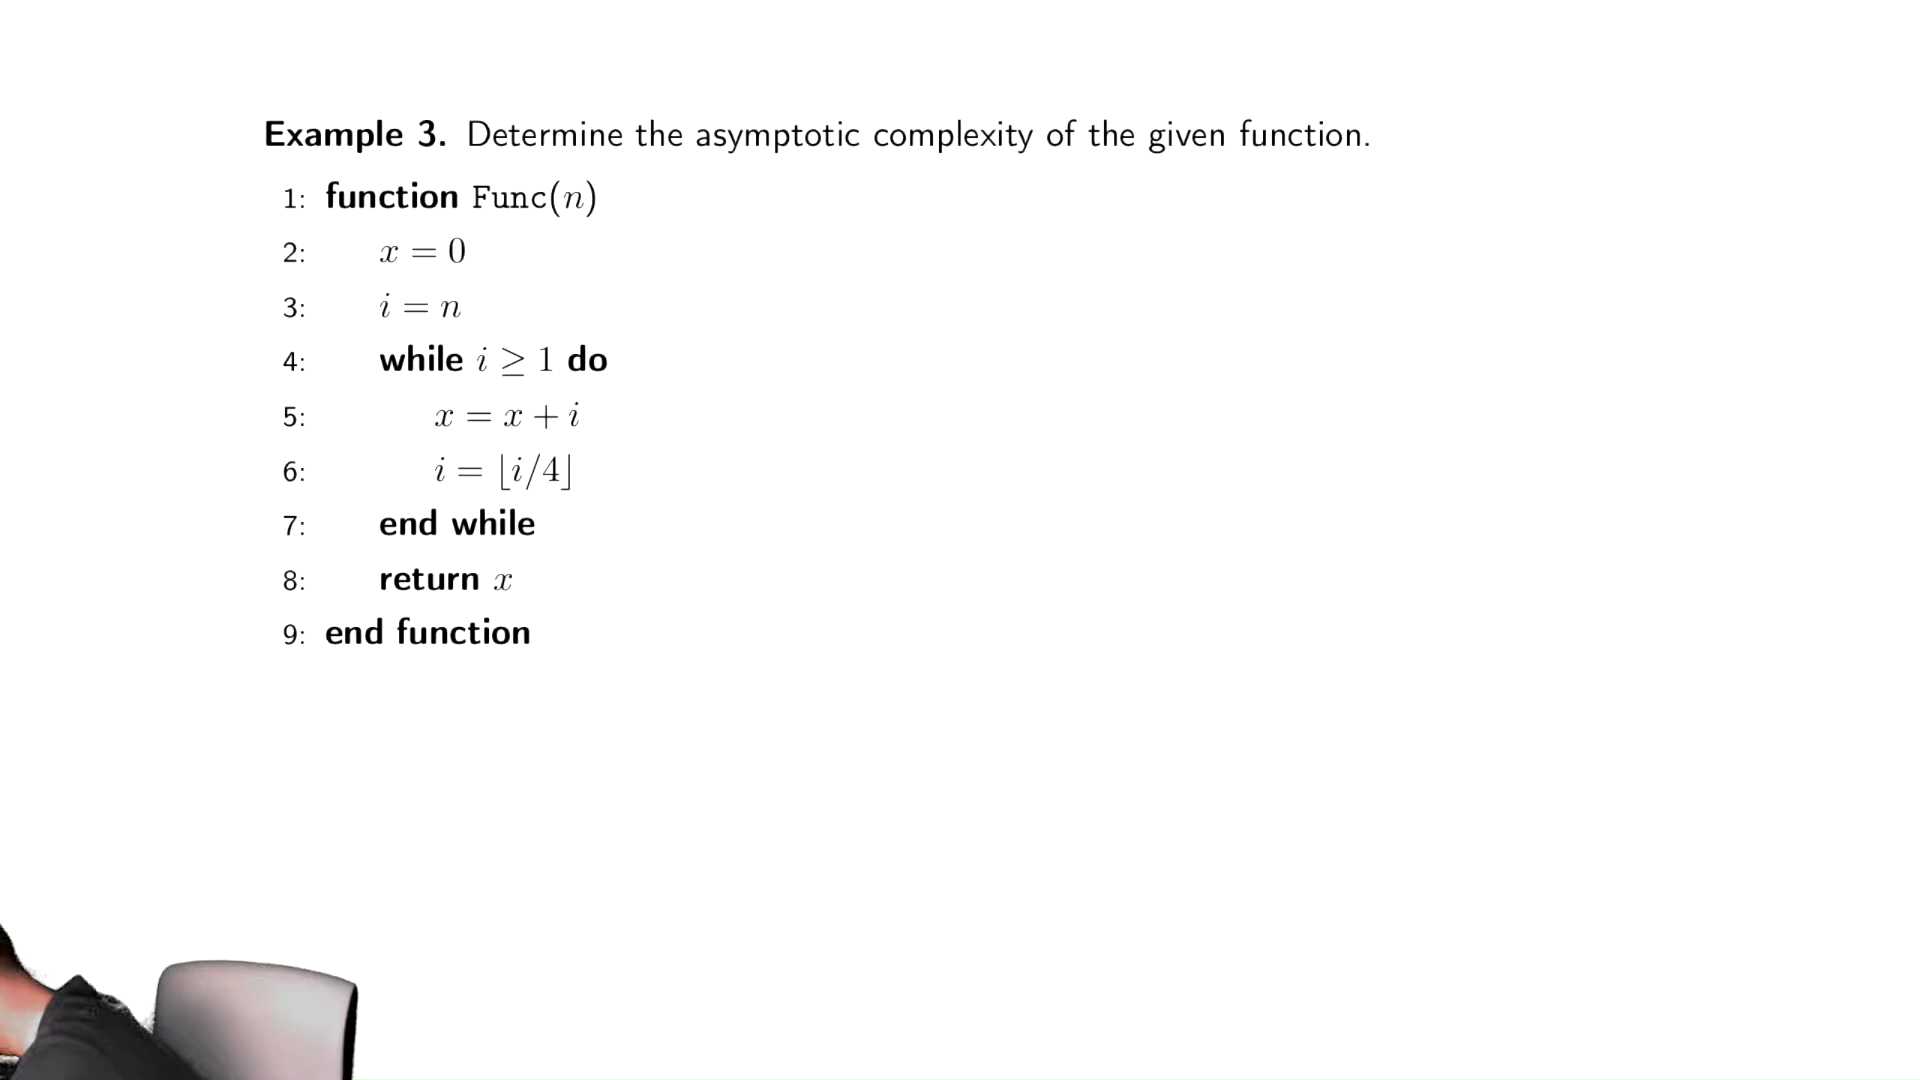 Example 3. Determine the asymptotic complexity of the given function.
1: function Func(n)
2: x = 0
3: i = n
4: while i ≥ 1 do
5: x = x + i
6: i = ⌊i/4⌋
7: end while
8: return x
9: end function